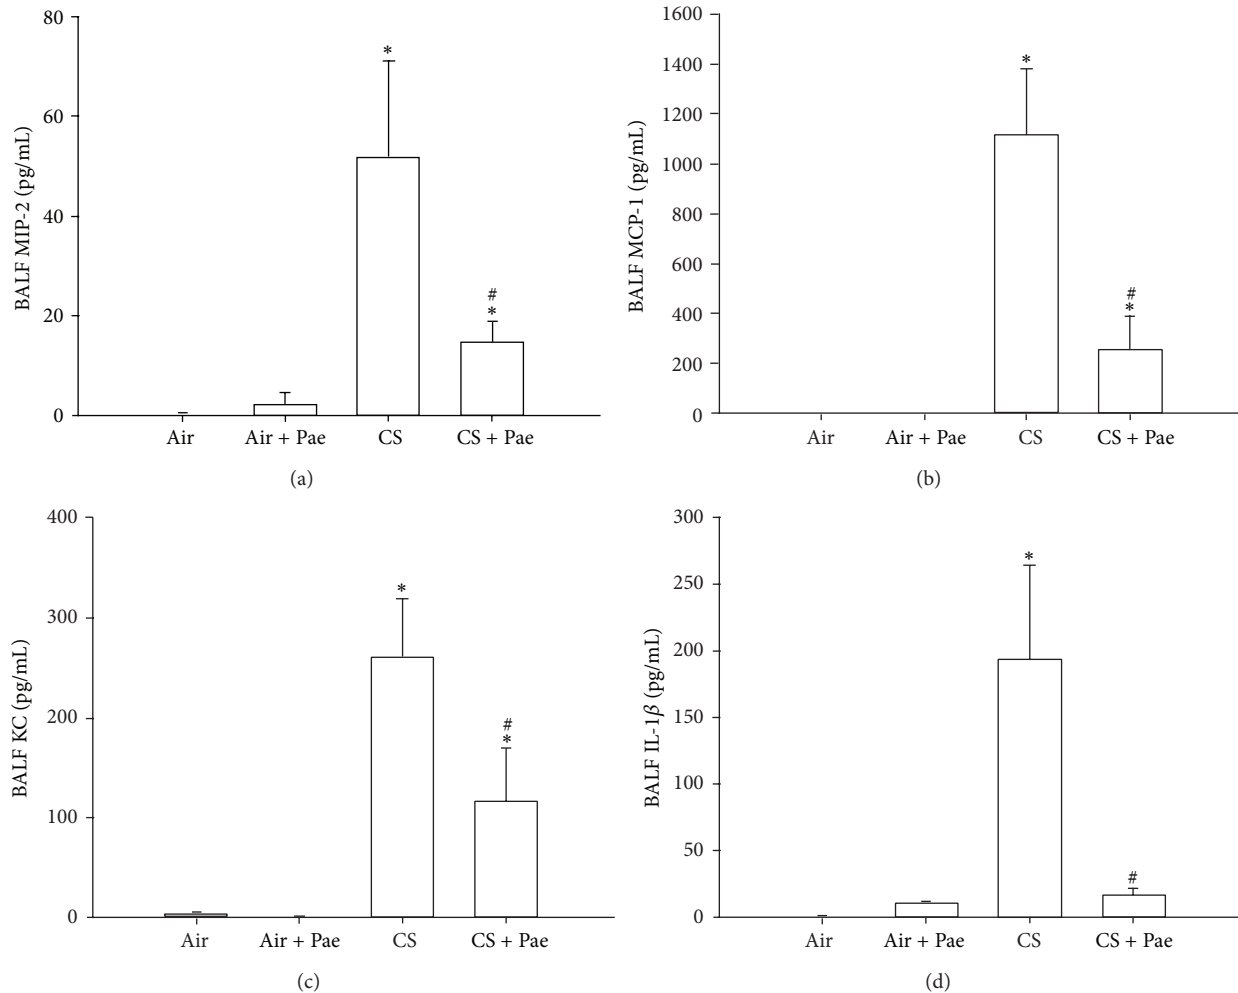 80
60
40
20
0
BALF MIP-2 (pg/mL)
*
#
*
Air
Air + Pae
CS
CS + Pae
(a)
1600
1400
1200
1000
800
600
400
200
0
BALF MCP-1 (pg/mL)
*
#
*
Air
Air + Pae
CS
CS + Pae
(b)
400
300
200
100
0
BALF KC (pg/mL)
*
#
*
Air
Air + Pae
CS
CS + Pae
(c)
300
250
200
150
100
50
0
BALF IL-1β (pg/mL)
*
#
Air
Air + Pae
CS
CS + Pae
(d)